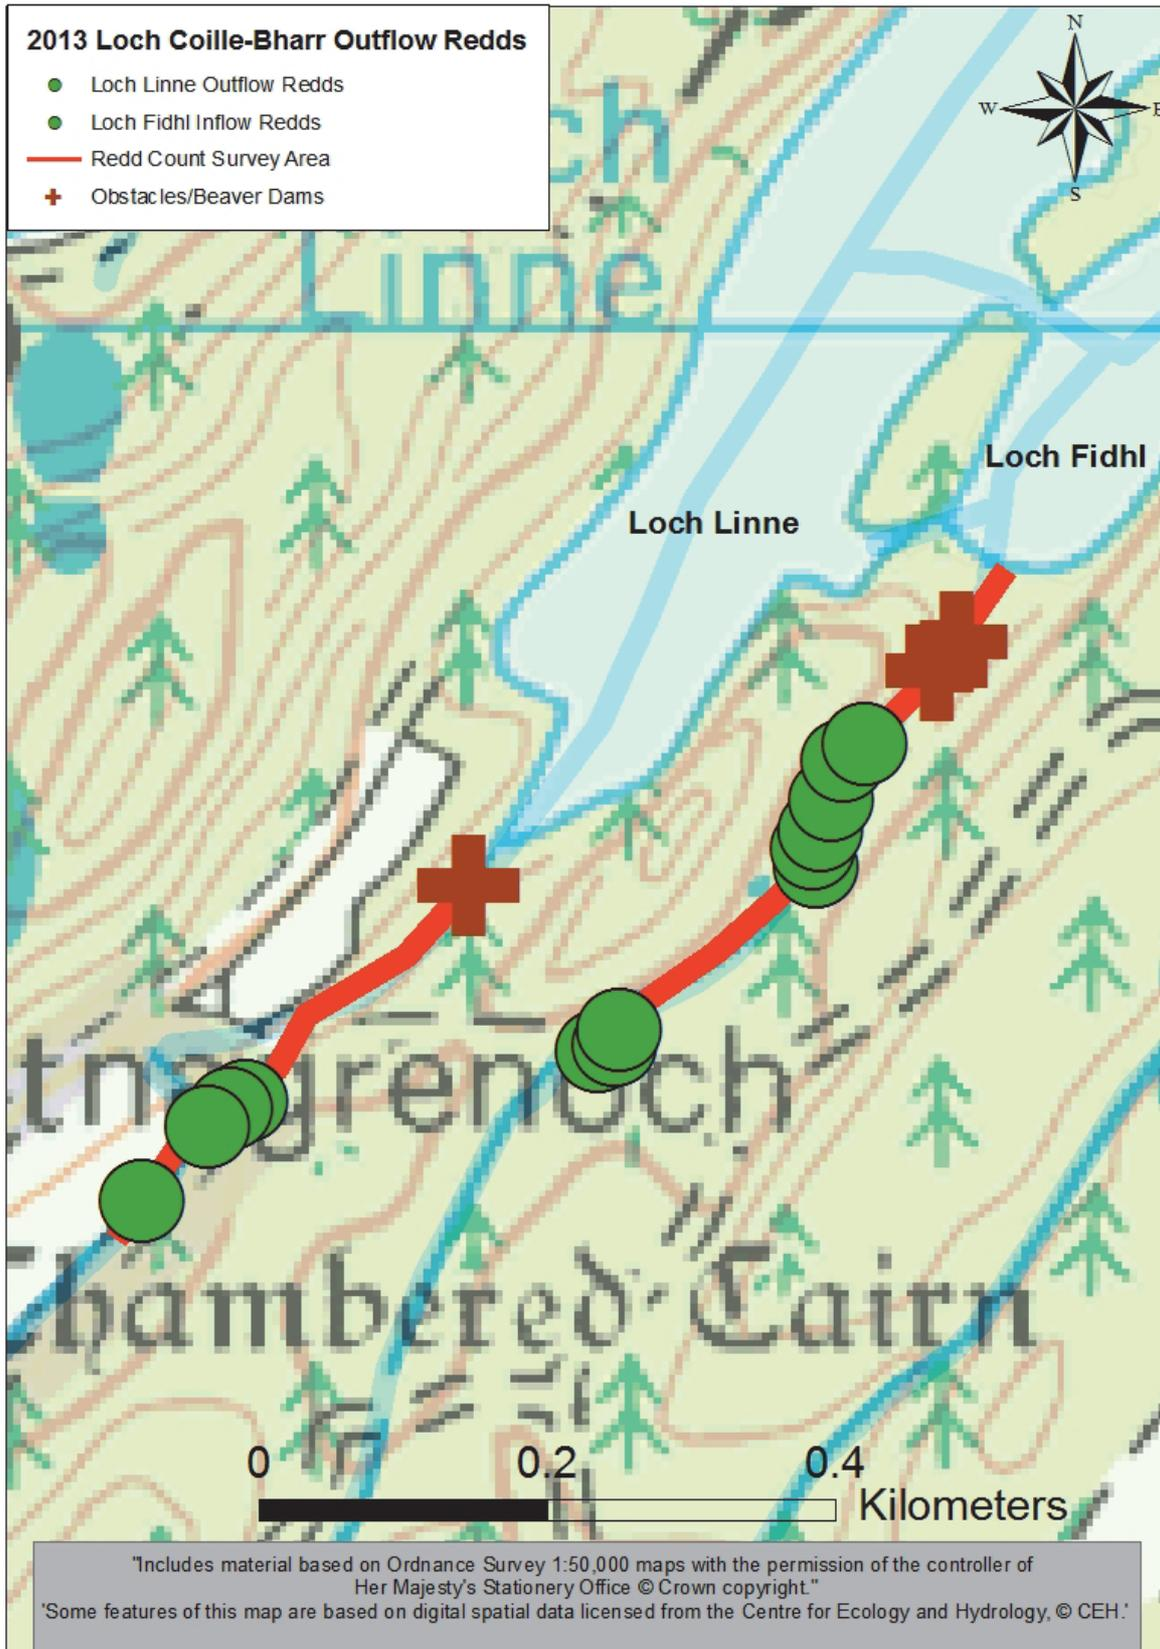 2013 Loch Coille-Bharr Outflow Redds
Loch Linne Outflow Redds
Loch Fidhl Inflow Redds
Redd Count Survey Area
Obstacles/Beaver Dams
N
W
E
S
ch
Linne
Loch Fidhl
Loch Linne
Chambered Cairn
0 0.2 0.4
Kilometers
"Includes material based on Ordnance Survey 1:50,000 maps with the permission of the controller of
Her Majesty's Stationery Office © Crown copyright."
'Some features of this map are based on digital spatial data licensed from the Centre for Ecology and Hydrology, © CEH.'